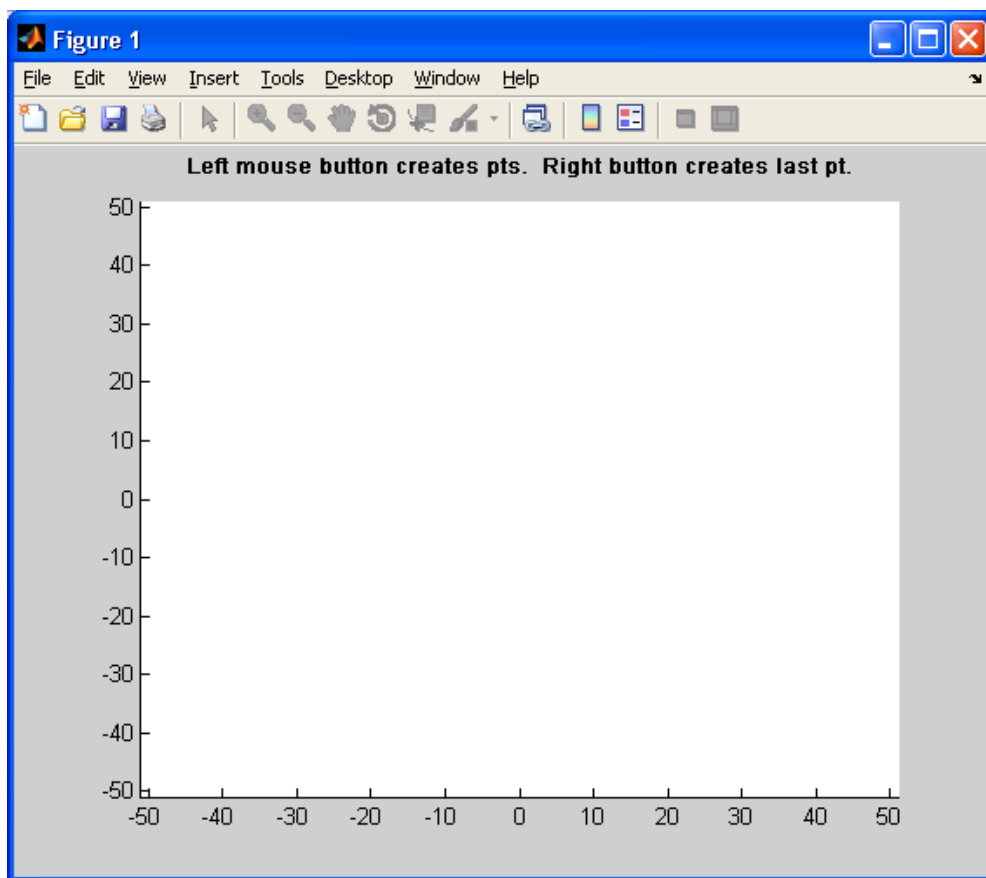 Figure 1
File Edit View Insert Tools Desktop Window Help
Left mouse button creates pts.  Right button creates last pt.
50
40
30
20
10
0
-10
-20
-30
-40
-50
-50 -40 -30 -20 -10 0 10 20 30 40 50